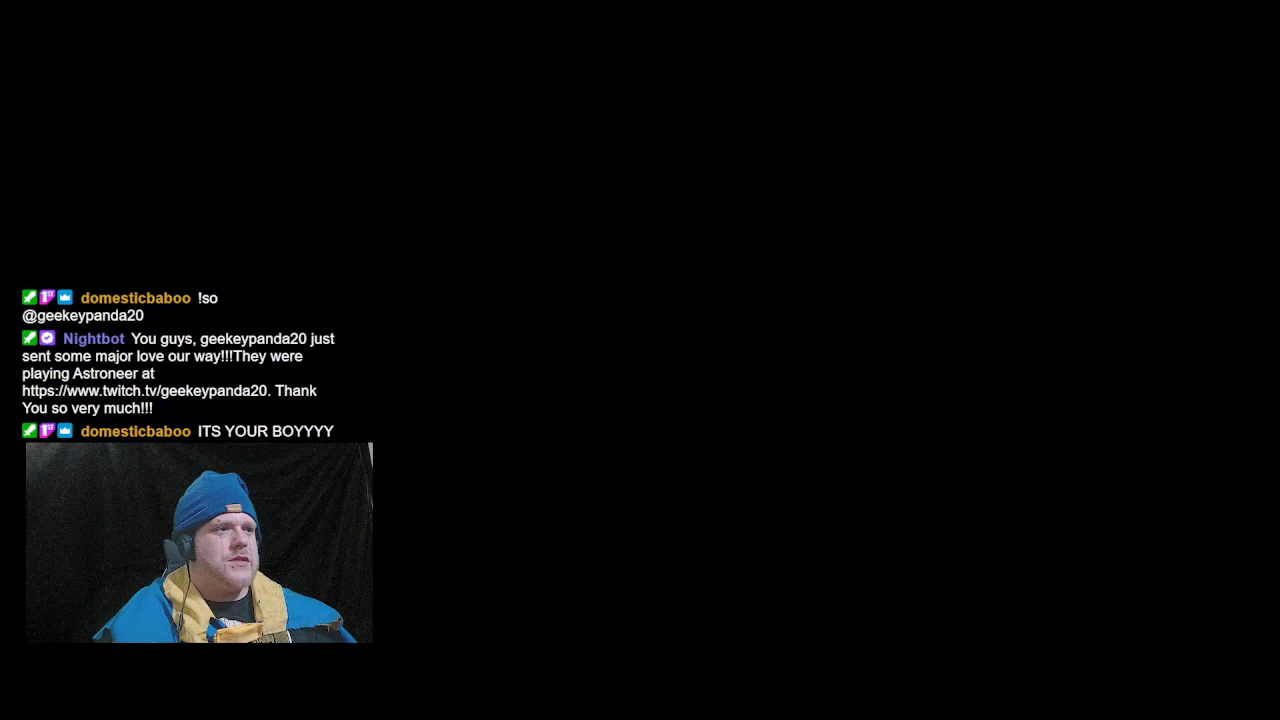 domesticbaboo !so
@geekeypanda20
Nightbot You guys, geekeypanda20 just
sent some major love our way!!!They were
playing Astroneer at
https://www.twitch.tv/geekeypanda20. Thank
You so very much!!!
domesticbaboo ITS YOUR BOYYYY